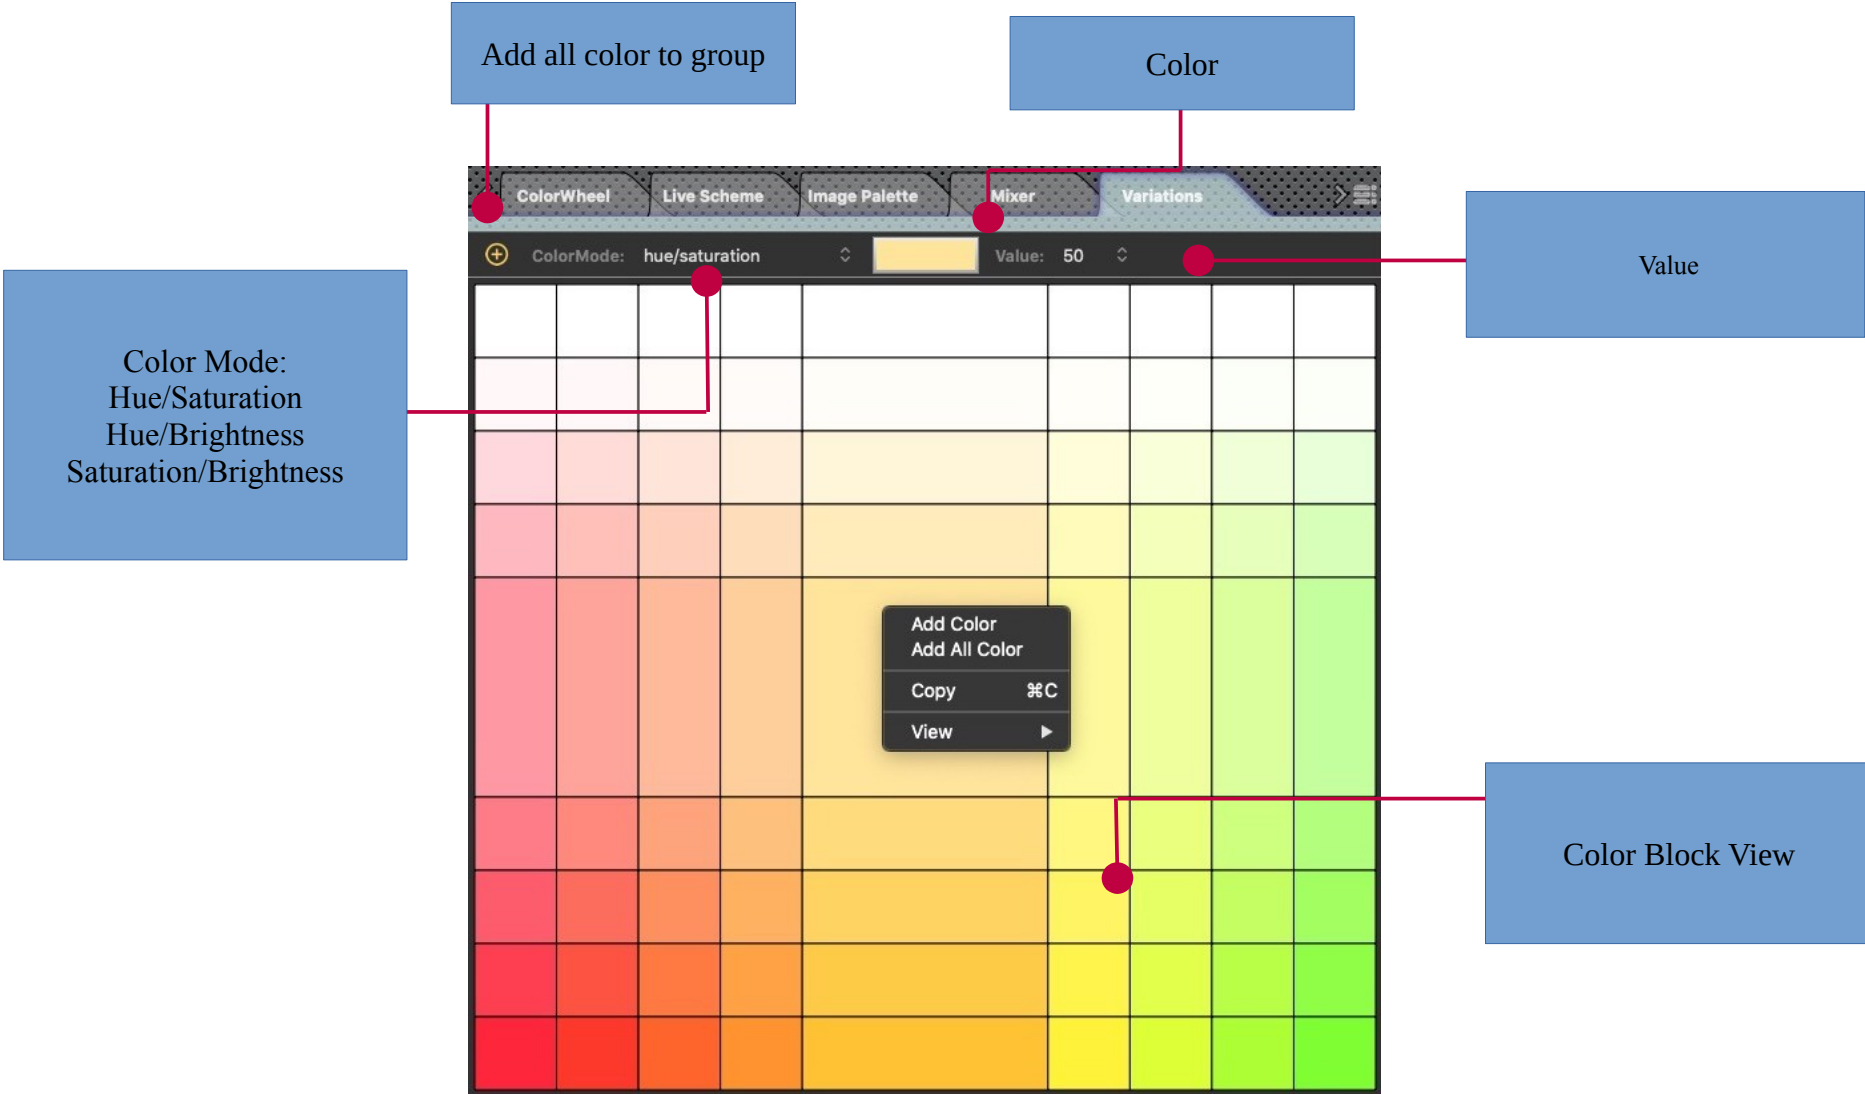 Add all color to group
Color
ColorWheel
Live Scheme
Image Palette
Mixer
Variations
ColorMode:
hue/saturation
Value:
50
Value
Color Mode:
Hue/Saturation
Hue/Brightness
Saturation/Brightness
Add Color
Add All Color
Copy ⌘C
View
Color Block View